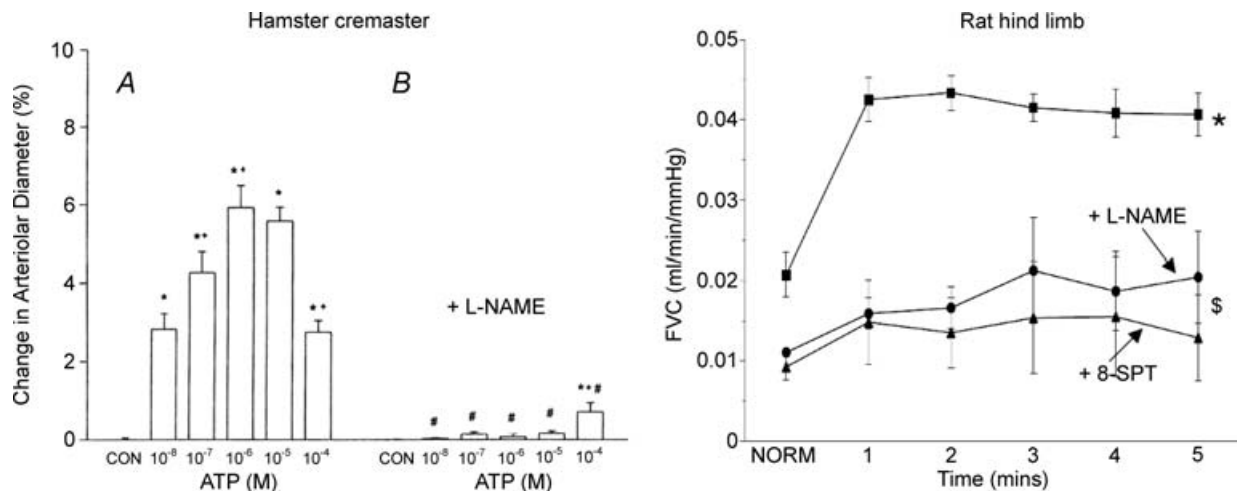 Hamster cremaster
Change in Arteriolar Diameter (%)
10
8
6
4
2
0
A
B
*
*+
*+
*
*+
+ L-NAME
#
#
#
#
*+#
CON 10⁻⁸ 10⁻⁷ 10⁻⁶ 10⁻⁵ 10⁻⁴
CON 10⁻⁸ 10⁻⁷ 10⁻⁶ 10⁻⁵ 10⁻⁴
ATP (M)
ATP (M)
Rat hind limb
FVC (ml/min/mmHg)
0.05
0.04
0.03
0.02
0.01
0
*
+ L-NAME
$
+ 8-SPT
NORM 1 2 3 4 5
Time (mins)